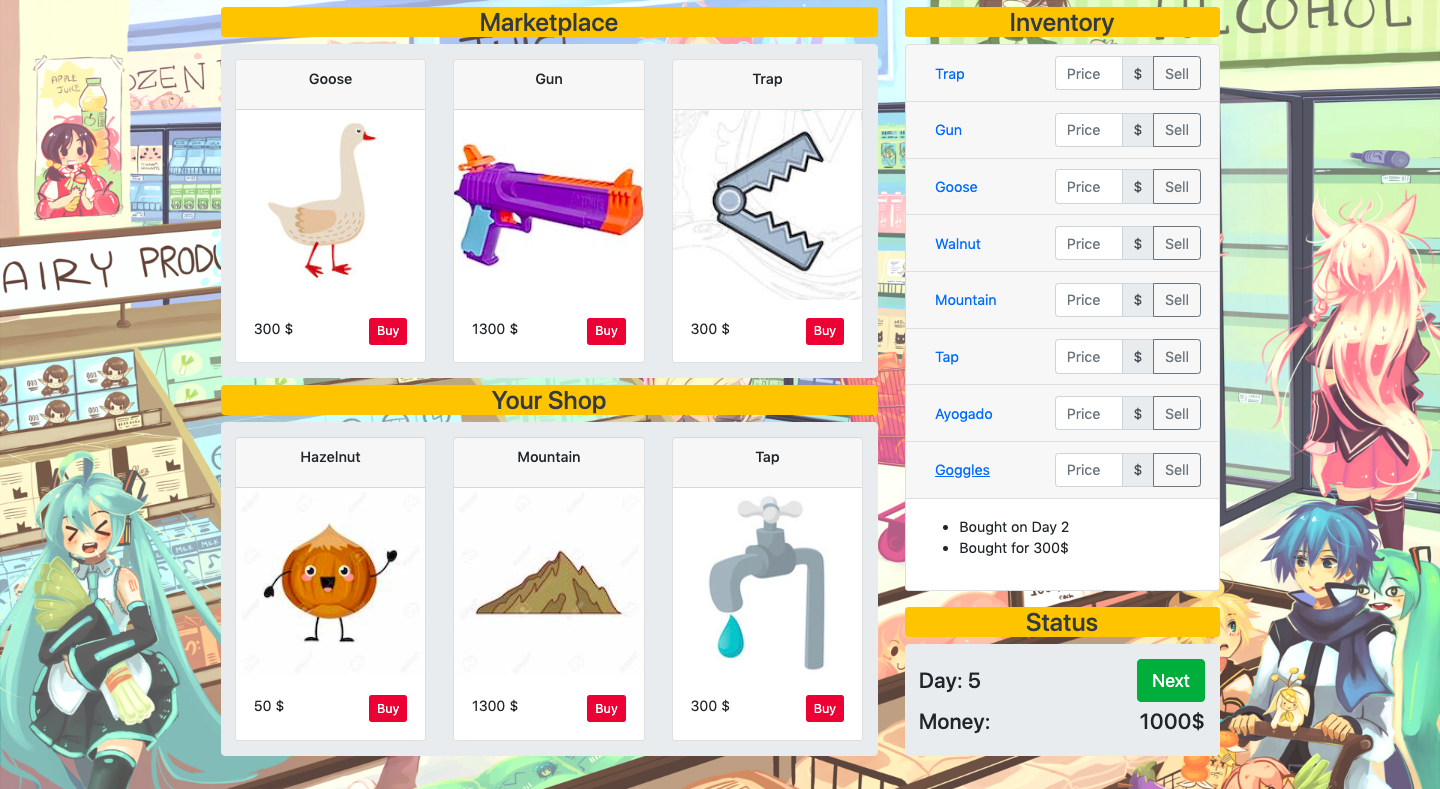 Marketplace
Goose
Gun
Trap
300 $
Buy
1300 $
Buy
300 $
Buy
Your Shop
Hazelnut
Mountain
Tap
50 $
Buy
1300 $
Buy
300 $
Buy
Inventory
Trap
Price
$
Sell
Gun
Price
$
Sell
Goose
Price
$
Sell
Walnut
Price
$
Sell
Mountain
Price
$
Sell
Tap
Price
$
Sell
Ayogado
Price
$
Sell
Goggles
Price
$
Sell
Bought on Day 2
Bought for 300$
Status
Day: 5
Next
Money:
1000$
APPLE
JUICE
OZEN
AIRY PRODU
LCOHOL